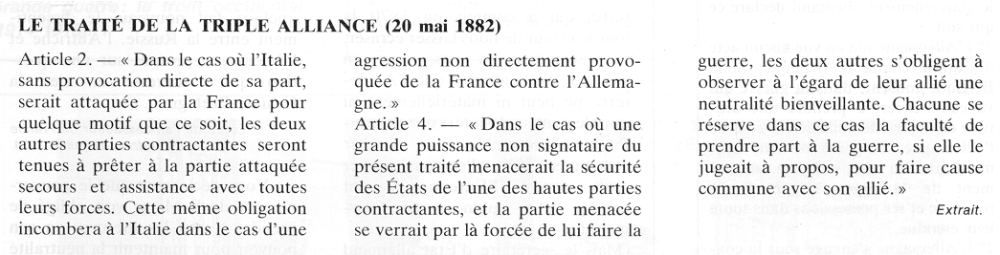 LE TRAITÉ DE LA TRIPLE ALLIANCE (20 mai 1882)
Article 2. — « Dans le cas où l'Italie,
sans provocation directe de sa part,
serait attaquée par la France pour
quelque motif que ce soit, les deux
autres parties contractantes seront
tenues à prêter à la partie attaquée
secours et assistance avec toutes
leurs forces. Cette même obligation
incombera à l'Italie dans le cas d'une
agression non directement provo-
quée de la France contre l'Allema-
gne. »
Article 4. — « Dans le cas où une
grande puissance non signataire du
présent traité menacerait la sécurité
des États de l'une des hautes parties
contractantes, et la partie menacée
se verrait par là forcée de lui faire la
guerre, les deux autres s'obligent à
observer à l'égard de leur allié une
neutralité bienveillante. Chacune se
réserve dans ce cas la faculté de
prendre part à la guerre, si elle le
jugeait à propos, pour faire cause
commune avec son allié. »
Extrait.